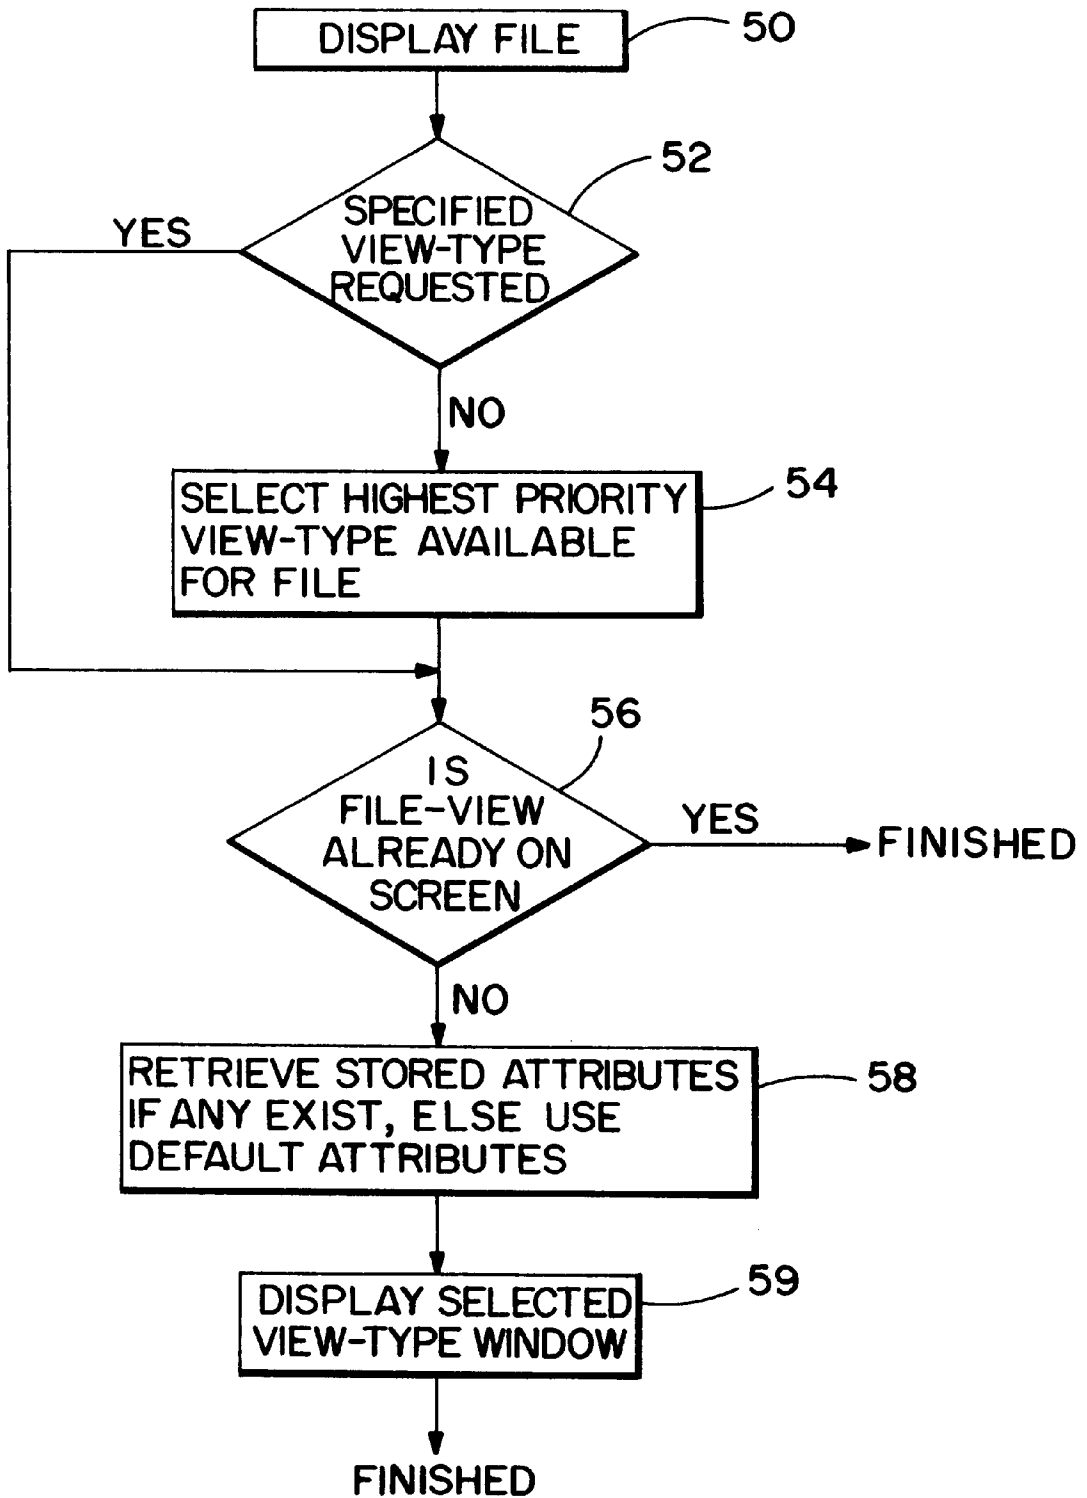 DISPLAY FILE
50
52
SPECIFIED
VIEW-TYPE
REQUESTED
YES
NO
54
SELECT HIGHEST PRIORITY
VIEW-TYPE AVAILABLE
FOR FILE
56
IS
FILE-VIEW
ALREADY ON
SCREEN
YES
FINISHED
NO
RETRIEVE STORED ATTRIBUTES
IF ANY EXIST, ELSE USE
DEFAULT ATTRIBUTES
58
59
DISPLAY SELECTED
VIEW-TYPE WINDOW
FINISHED